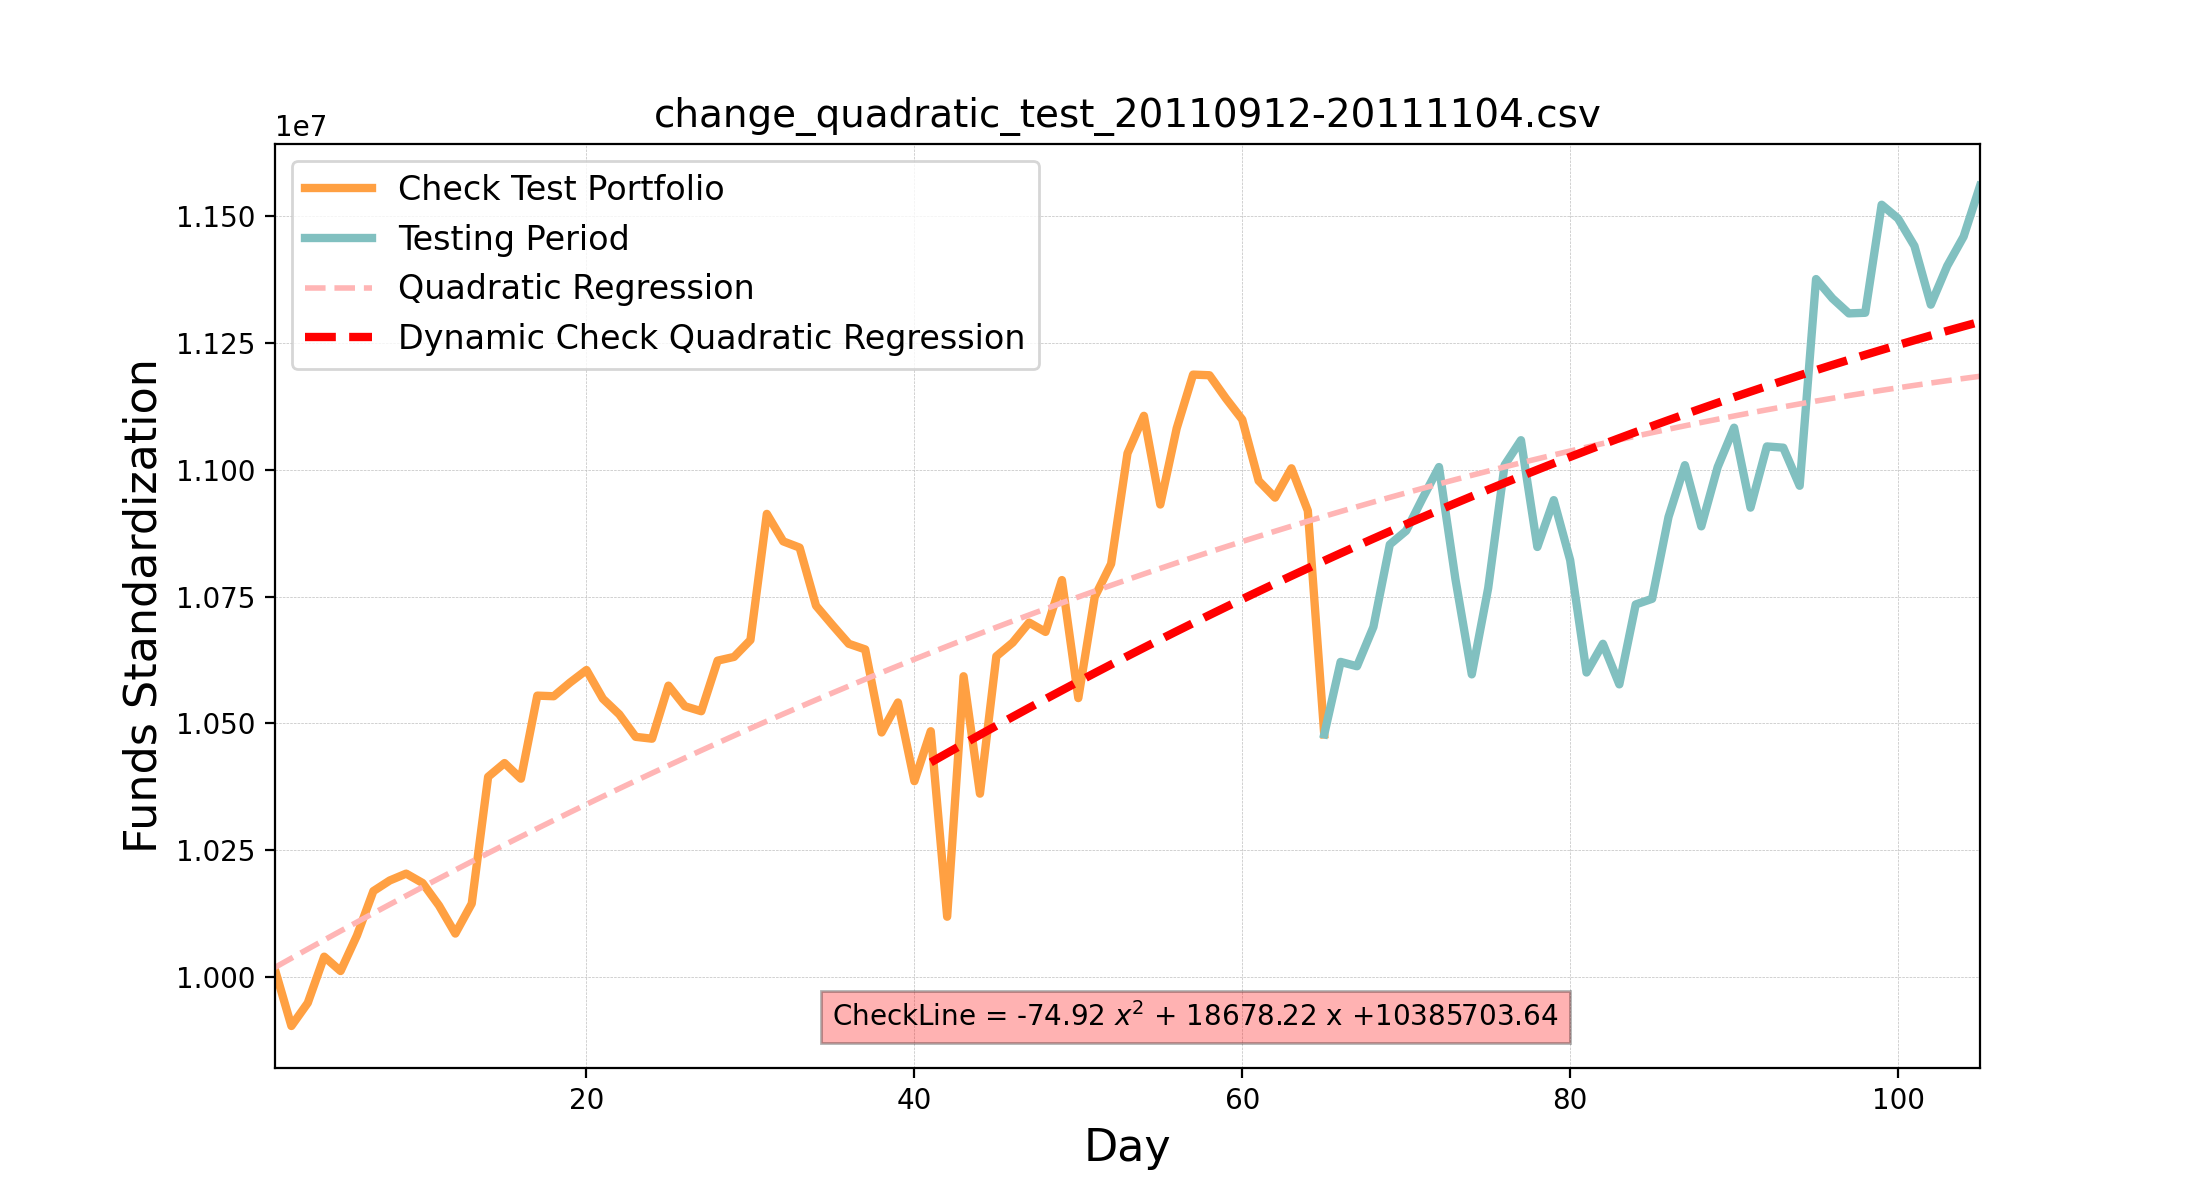 change_quadratic_test_20110912-20111104.csv
1e7
Check Test Portfolio
Testing Period
Quadratic Regression
Dynamic Check Quadratic Regression
1.150
1.125
1.100
1.075
1.050
1.025
1.000
Funds Standardization
CheckLine = -74.92 x² + 18678.22 x +10385703.64
20 40 60 80 100
Day